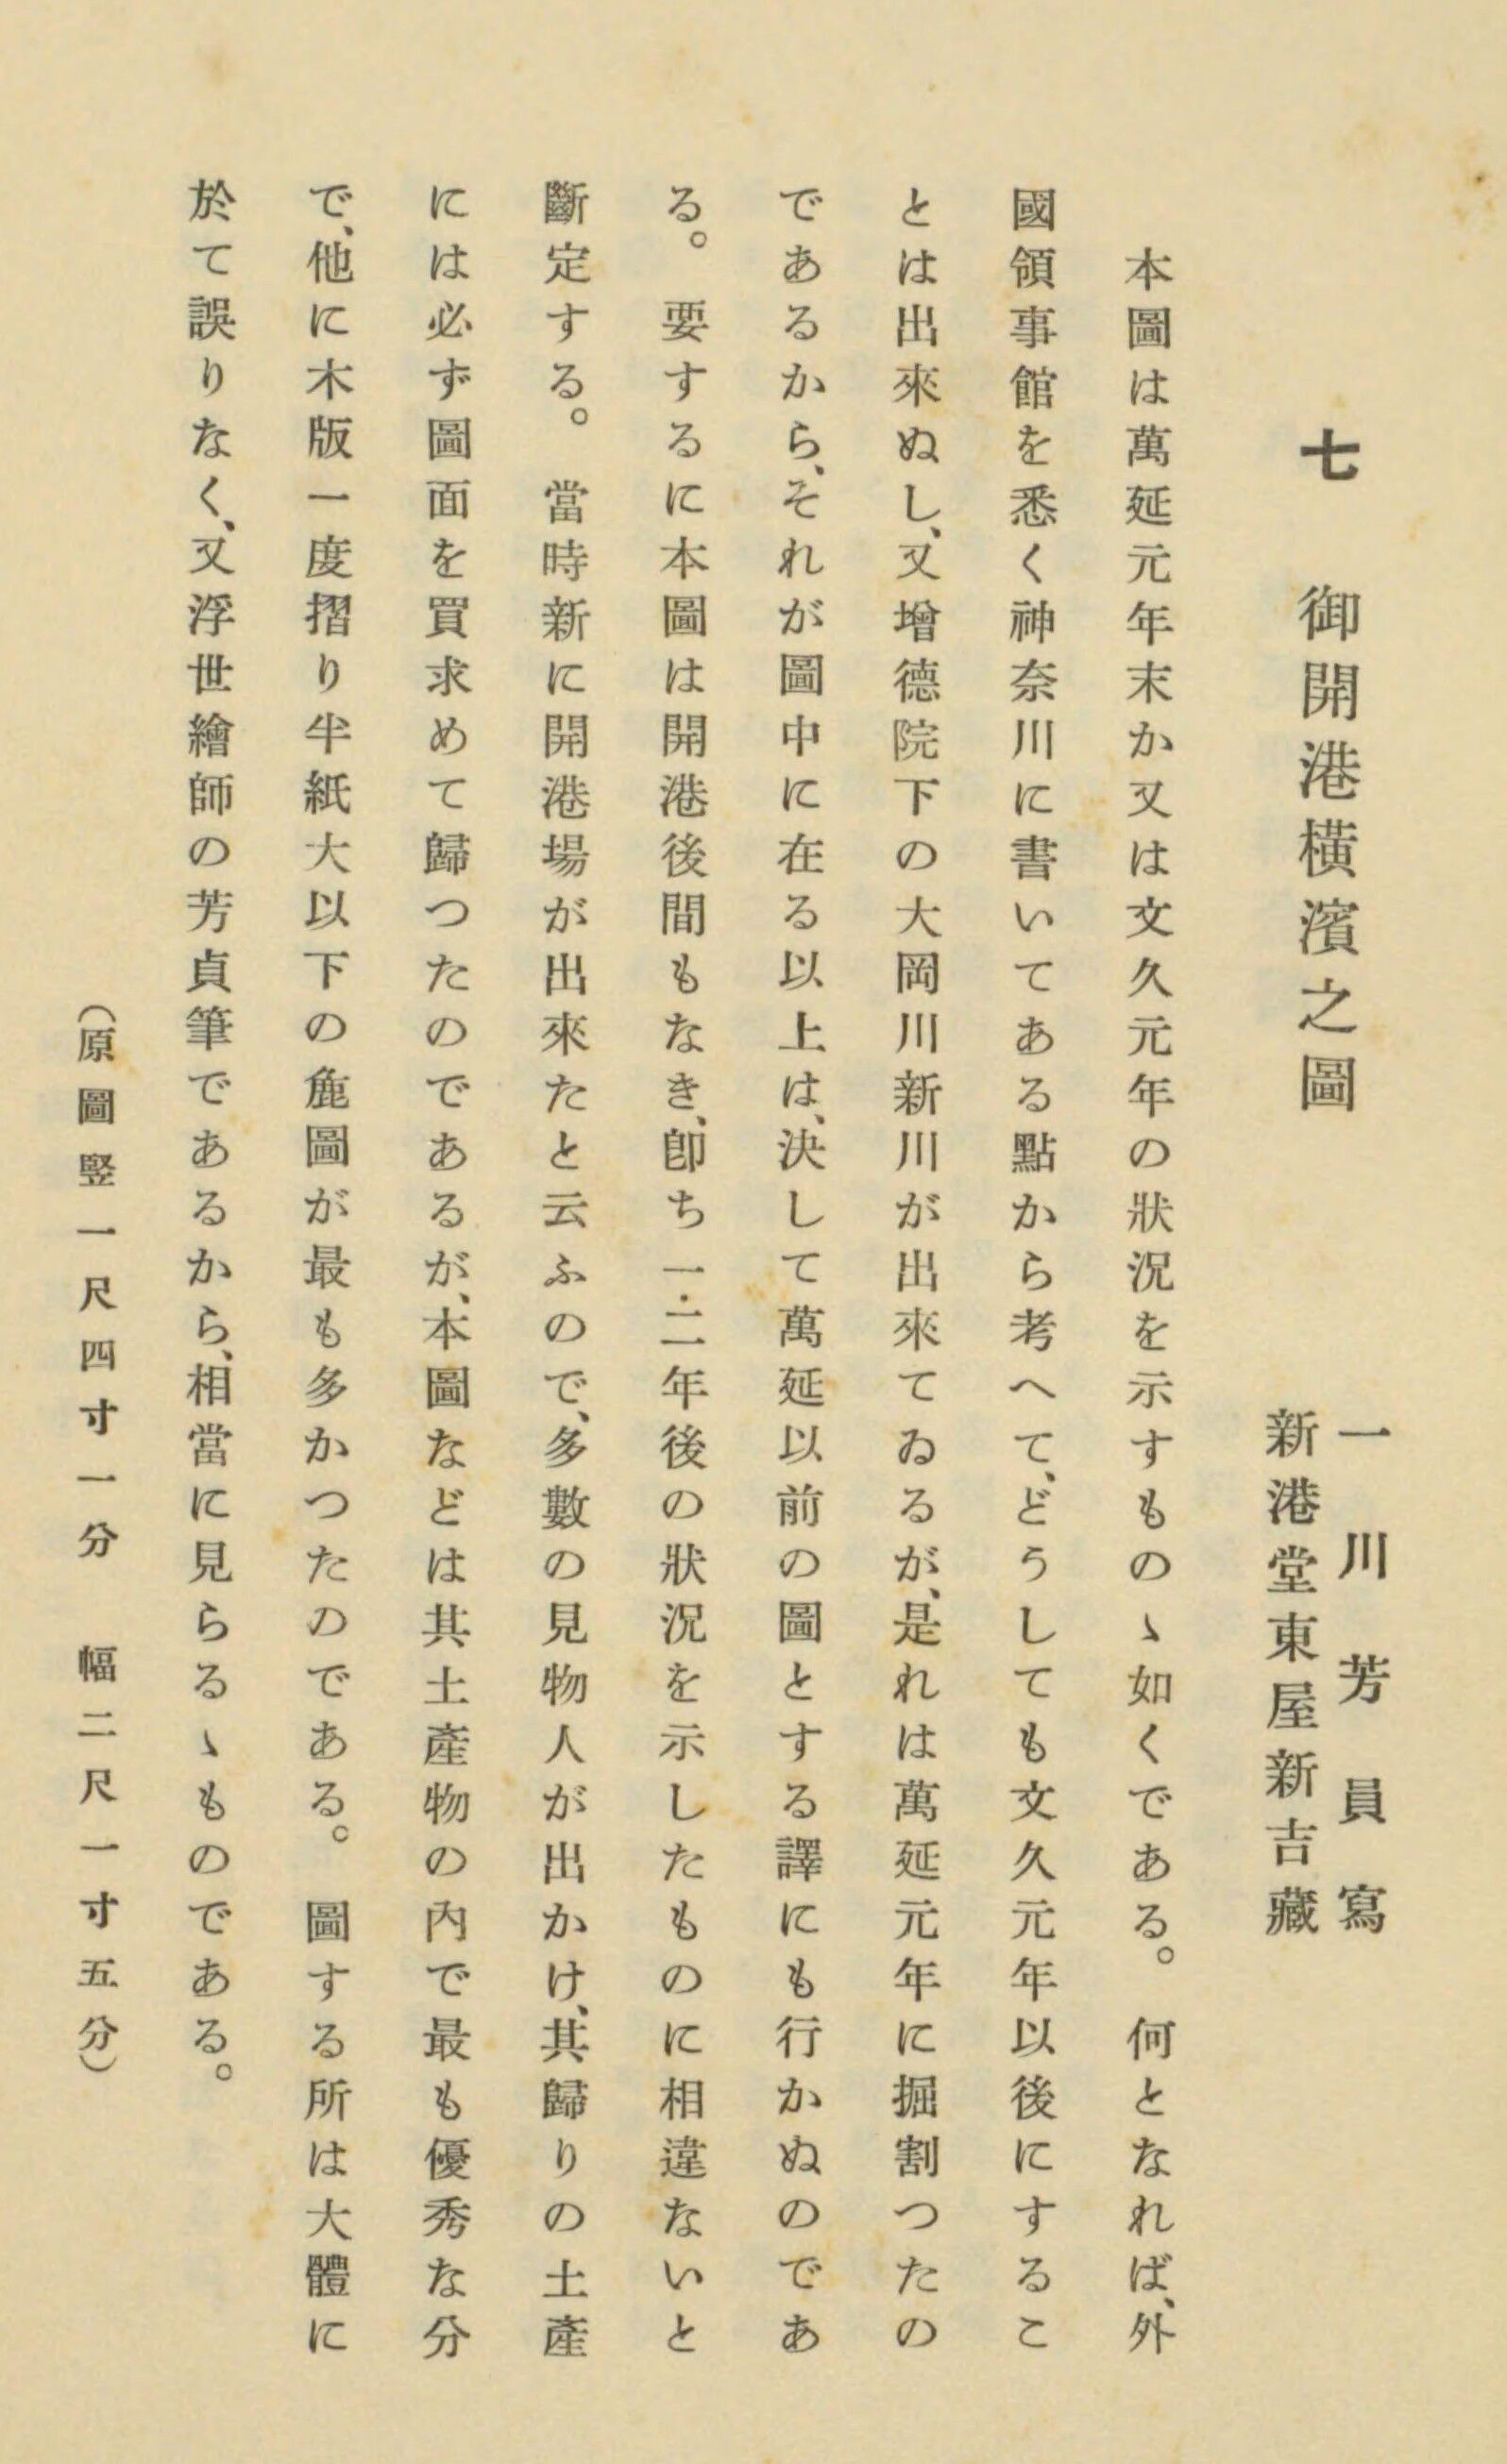 七　御開港橫濱之圖
一川芳員寫
新港堂東屋新吉藏
本圖は萬延元年末か又は文久元年の狀況を示すものゝ如くである。　何となれば、外
國領事館を悉く神奈川に書いてある點から考へて、どうしても文久元年以後にするこ
とは出來ぬし、又增德院下の大岡川新川が出來てゐるが、是れは萬延元年に掘割つたの
であるから、それが圖中に在る以上は、決して萬延以前の圖とする譯にも行かぬのであ
る。　要するに本圖は開港後間もなき、卽ち一・二年後の狀況を示したものに相違ないと
斷定する。　當時新に開港場が出來たと云ふので、多數の見物人が出かけ、其歸りの土產
には必ず圖面を買求めて歸つたのであるが、本圖などは其土產物の內で最も優秀な分
で、他に木版一度摺り半紙大以下の麁圖が最も多かつたのである。　圖する所は大體に
於て誤りなく、又浮世繪師の芳貞筆であるから、相當に見らるゝものである。
（原圖竪一尺四寸一分　幅二尺一寸五分）